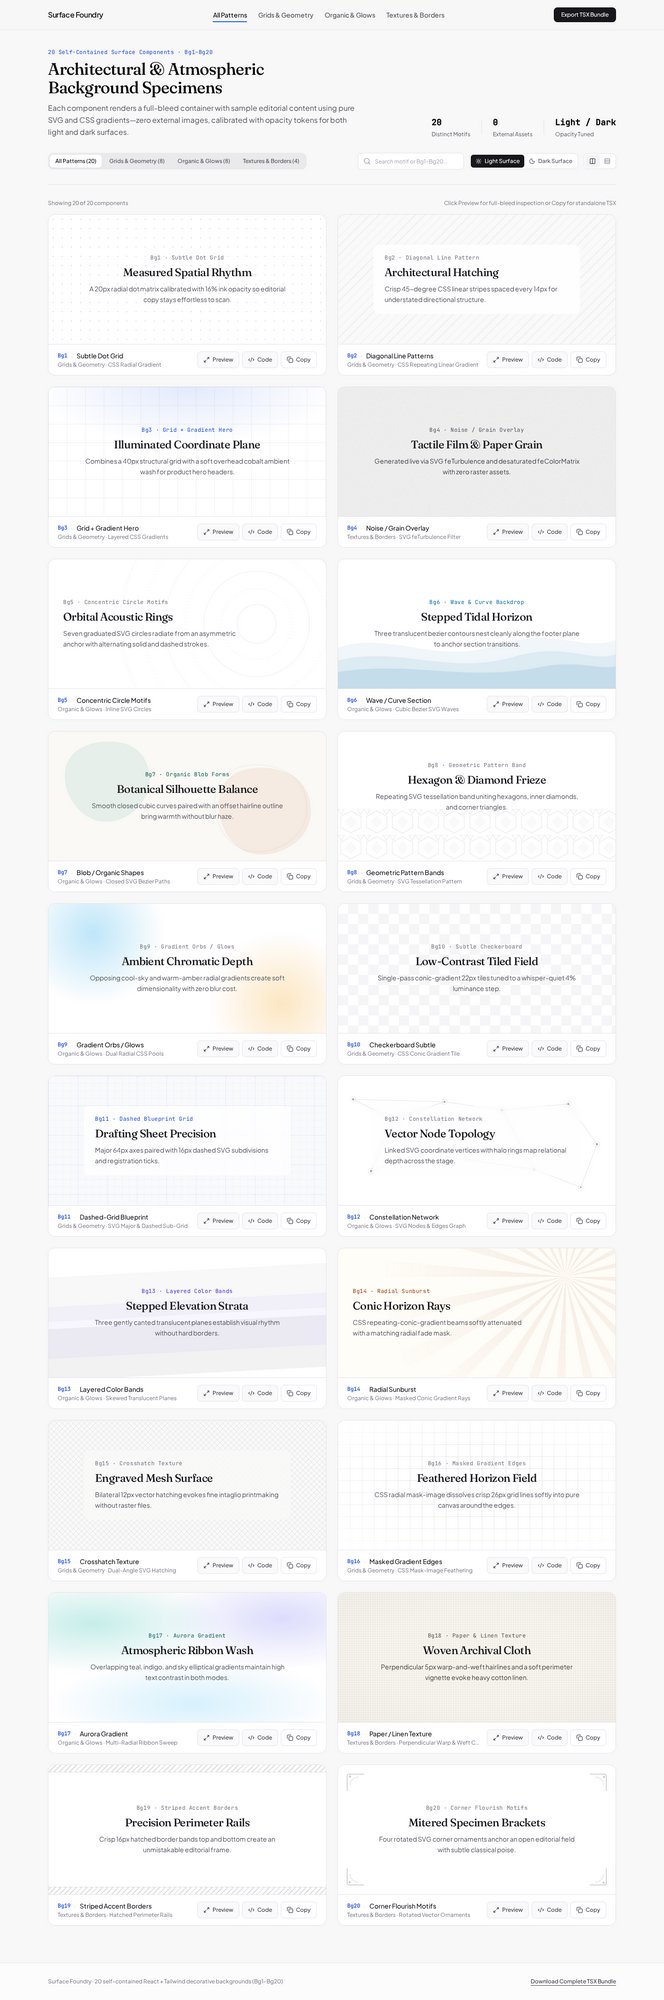 Surface Foundry
All Patterns
Grids & Geometry
Organic & Glows
Textures & Borders
Export TSX Bundle
20 Self-Contained Surface Components · Bg1–Bg20
Architectural & Atmospheric
Background Specimens
Each component renders a full-bleed container with sample editorial content using pure
SVG and CSS gradients—zero external images, calibrated with opacity tokens for both
light and dark surfaces.
20
Distinct Motifs
0
External Assets
Light / Dark
Opacity Tuned
All Patterns (20)
Grids & Geometry (8)
Organic & Glows (8)
Textures & Borders (4)
Search motif or Bg1–Bg20...
Light Surface
Dark Surface
Showing 20 of 20 components
Click Preview for full-bleed inspection or Copy for standalone TSX
Bg1 · Subtle Dot Grid
Measured Spatial Rhythm
A 20px radial dot matrix calibrated with 16% ink opacity so editorial
copy stays effortless to scan.
Bg1 Subtle Dot Grid
Grids & Geometry · CSS Radial Gradient
Preview
Code
Copy
Bg2 · Diagonal Line Pattern
Architectural Hatching
Crisp 45-degree CSS linear stripes spaced every 14px for
understated directional structure.
Bg2 Diagonal Line Patterns
Grids & Geometry · CSS Repeating Linear Gradient
Preview
Code
Copy
Bg3 · Grid + Gradient Hero
Illuminated Coordinate Plane
Combines a 40px structural grid with a soft overhead cobalt ambient
wash for product hero headers.
Bg3 Grid + Gradient Hero
Grids & Geometry · Layered CSS Gradients
Preview
Code
Copy
Bg4 · Noise / Grain Overlay
Tactile Film & Paper Grain
Generated live via SVG feTurbulence and desaturated feColorMatrix
with zero raster assets.
Bg4 Noise / Grain Overlay
Textures & Borders · SVG feTurbulence Filter
Preview
Code
Copy
Bg5 · Concentric Circle Motifs
Orbital Acoustic Rings
Seven graduated SVG circles radiate from an asymmetric
anchor with alternating solid and dashed strokes.
Bg5 Concentric Circle Motifs
Organic & Glows · Inline SVG Circles
Preview
Code
Copy
Bg6 · Wave & Curve Backdrop
Stepped Tidal Horizon
Three translucent bezier contours nest cleanly along the footer plane
to anchor section transitions.
Bg6 Wave / Curve Section
Organic & Glows · Cubic Bezier SVG Waves
Preview
Code
Copy
Bg7 · Organic Blob Forms
Botanical Silhouette Balance
Smooth closed cubic curves paired with an offset hairline outline
bring warmth without blur haze.
Bg7 Blob / Organic Shapes
Organic & Glows · Closed SVG Bezier Paths
Preview
Code
Copy
Bg8 · Geometric Pattern Band
Hexagon & Diamond Frieze
Repeating SVG tessellation band uniting hexagons, inner diamonds,
and corner triangles.
Bg8 Geometric Pattern Bands
Grids & Geometry · SVG Tessellation Pattern
Preview
Code
Copy
Bg9 · Gradient Orbs / Glows
Ambient Chromatic Depth
Opposing cool-sky and warm-amber radial gradients create soft
dimensionality with zero blur cost.
Bg9 Gradient Orbs / Glows
Organic & Glows · Dual Radial CSS Pools
Preview
Code
Copy
Bg10 · Subtle Checkerboard
Low-Contrast Tiled Field
Single-pass conic-gradient 22px tiles tuned to a whisper-quiet 4%
luminance step.
Bg10 Checkerboard Subtle
Grids & Geometry · CSS Conic Gradient Tile
Preview
Code
Copy
Bg11 · Dashed Blueprint Grid
Drafting Sheet Precision
Major 64px axes paired with 16px dashed SVG subdivisions
and registration ticks.
Bg11 Dashed-Grid Blueprint
Grids & Geometry · SVG Major & Dashed Sub-Grid
Preview
Code
Copy
Bg12 · Constellation Network
Vector Node Topology
Linked SVG coordinate vertices with halo rings map relational
depth across the stage.
Bg12 Constellation Network
Organic & Glows · SVG Nodes & Edges Graph
Preview
Code
Copy
Bg13 · Layered Color Bands
Stepped Elevation Strata
Three gently canted translucent planes establish visual rhythm
without hard borders.
Bg13 Layered Color Bands
Organic & Glows · Skewed Translucent Planes
Preview
Code
Copy
Bg14 · Radial Sunburst
Conic Horizon Rays
CSS repeating-conic-gradient beams softly attenuated
with a matching radial fade mask.
Bg14 Radial Sunburst
Organic & Glows · Masked Conic Gradient Rays
Preview
Code
Copy
Bg15 · Crosshatch Texture
Engraved Mesh Surface
Bilateral 12px vector hatching evokes fine intaglio printmaking
without raster files.
Bg15 Crosshatch Texture
Grids & Geometry · Dual-Angle SVG Hatching
Preview
Code
Copy
Bg16 · Masked Gradient Edges
Feathered Horizon Field
CSS radial mask-image dissolves crisp 26px grid lines softly into pure
canvas around the edges.
Bg16 Masked Gradient Edges
Grids & Geometry · CSS Mask-Image Feathering
Preview
Code
Copy
Bg17 · Aurora Gradient
Atmospheric Ribbon Wash
Overlapping teal, indigo, and sky elliptical gradients maintain high
text contrast in both modes.
Bg17 Aurora Gradient
Organic & Glows · Multi-Radial Ribbon Sweep
Preview
Code
Copy
Bg18 · Paper & Linen Texture
Woven Archival Cloth
Perpendicular 5px warp-and-weft hairlines and a soft perimeter
vignette evoke heavy cotton linen.
Bg18 Paper / Linen Texture
Textures & Borders · Perpendicular Warp & Weft C...
Preview
Code
Copy
Bg19 · Striped Accent Borders
Precision Perimeter Rails
Crisp 16px hatched border bands top and bottom create an
unmistakable editorial frame.
Bg19 Striped Accent Borders
Textures & Borders · Hatched Perimeter Rails
Preview
Code
Copy
Bg20 · Corner Flourish Motifs
Mitered Specimen Brackets
Four rotated SVG corner ornaments anchor an open editorial field
with subtle classical poise.
Bg20 Corner Flourish Motifs
Textures & Borders · Rotated Vector Ornaments
Preview
Code
Copy
Surface Foundry · 20 self-contained React + Tailwind decorative backgrounds (Bg1–Bg20)
Download Complete TSX Bundle